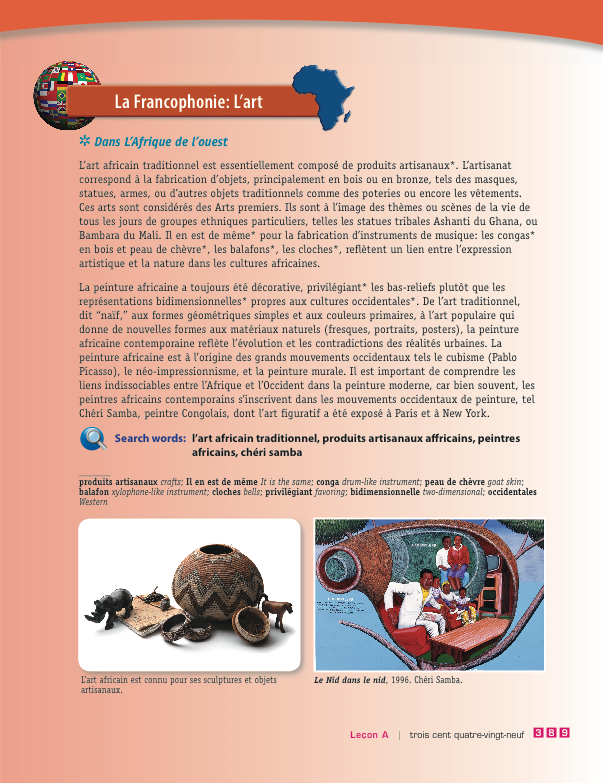 La Francophonie: L'art
✲ Dans L'Afrique de l'ouest
L'art africain traditionnel est essentiellement composé de produits artisanaux*. L'artisanat
correspond à la fabrication d'objets, principalement en bois ou en bronze, tels des masques,
statues, armes, ou d'autres objets traditionnels comme des poteries ou encore les vêtements.
Ces arts sont considérés des Arts premiers. Ils sont à l'image des thèmes ou scènes de la vie de
tous les jours de groupes ethniques particuliers, telles les statues tribales Ashanti du Ghana, ou
Bambara du Mali. Il en est de même* pour la fabrication d'instruments de musique: les congas*
en bois et peau de chèvre*, les balafons*, les cloches*, reflètent un lien entre l'expression
artistique et la nature dans les cultures africaines.
La peinture africaine a toujours été décorative, privilégiant* les bas-reliefs plutôt que les
représentations bidimensionnelles* propres aux cultures occidentales*. De l'art traditionnel,
dit "naïf," aux formes géométriques simples et aux couleurs primaires, à l'art populaire qui
donne de nouvelles formes aux matériaux naturels (fresques, portraits, posters), la peinture
africaine contemporaine reflète l'évolution et les contradictions des réalités urbaines. La
peinture africaine est à l'origine des grands mouvements occidentaux tels le cubisme (Pablo
Picasso), le néo-impressionnisme, et la peinture murale. Il est important de comprendre les
liens indissociables entre l'Afrique et l'Occident dans la peinture moderne, car bien souvent, les
peintres africains contemporains s'inscrivent dans les mouvements occidentaux de peinture, tel
Chéri Samba, peintre Congolais, dont l'art figuratif a été exposé à Paris et à New York.
Search words: l'art africain traditionnel, produits artisanaux affricains, peintres
africains, chéri samba
produits artisanaux crafts; Il en est de même It is the same; conga drum-like instrument; peau de chèvre goat skin;
balafon xylophone-like instrument; cloches bells; privilégiant favoring; bidimensionnelle two-dimensional; occidentales
Western
L'art africain est connu pour ses sculptures et objets
artisanaux.
Le Nid dans le nid, 1996. Chéri Samba.
Leçon A | trois cent quatre-vingt-neuf 389